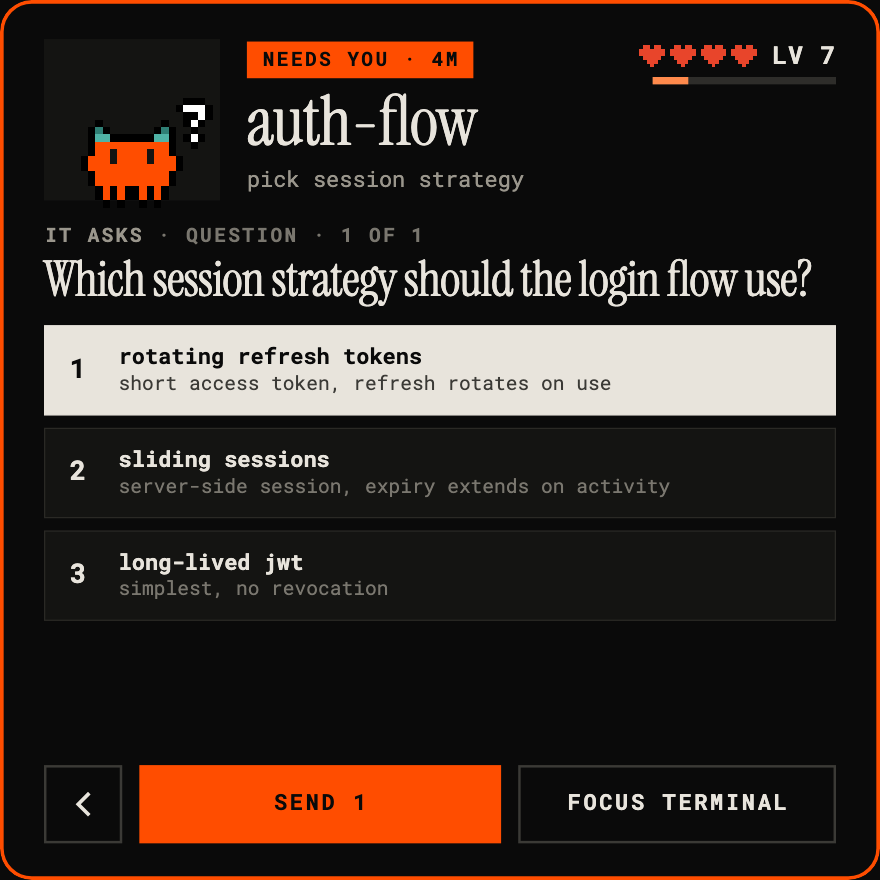 NEEDS YOU · 4M
LV 7
auth-flow
pick session strategy
IT ASKS · QUESTION · 1 OF 1
Which session strategy should the login flow use?
1
rotating refresh tokens
short access token, refresh rotates on use
2
sliding sessions
server-side session, expiry extends on activity
3
long-lived jwt
simplest, no revocation
SEND 1
FOCUS TERMINAL